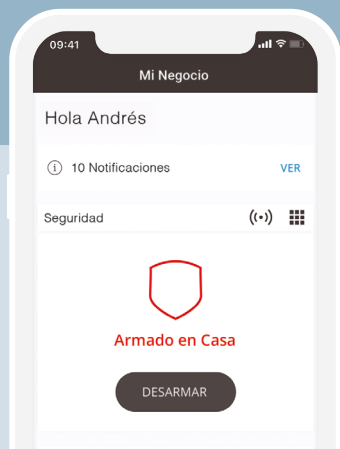 09:41
Mi Negocio
Hola Andrés
10 Notificaciones VER
Seguridad
Armado en Casa
DESARMAR